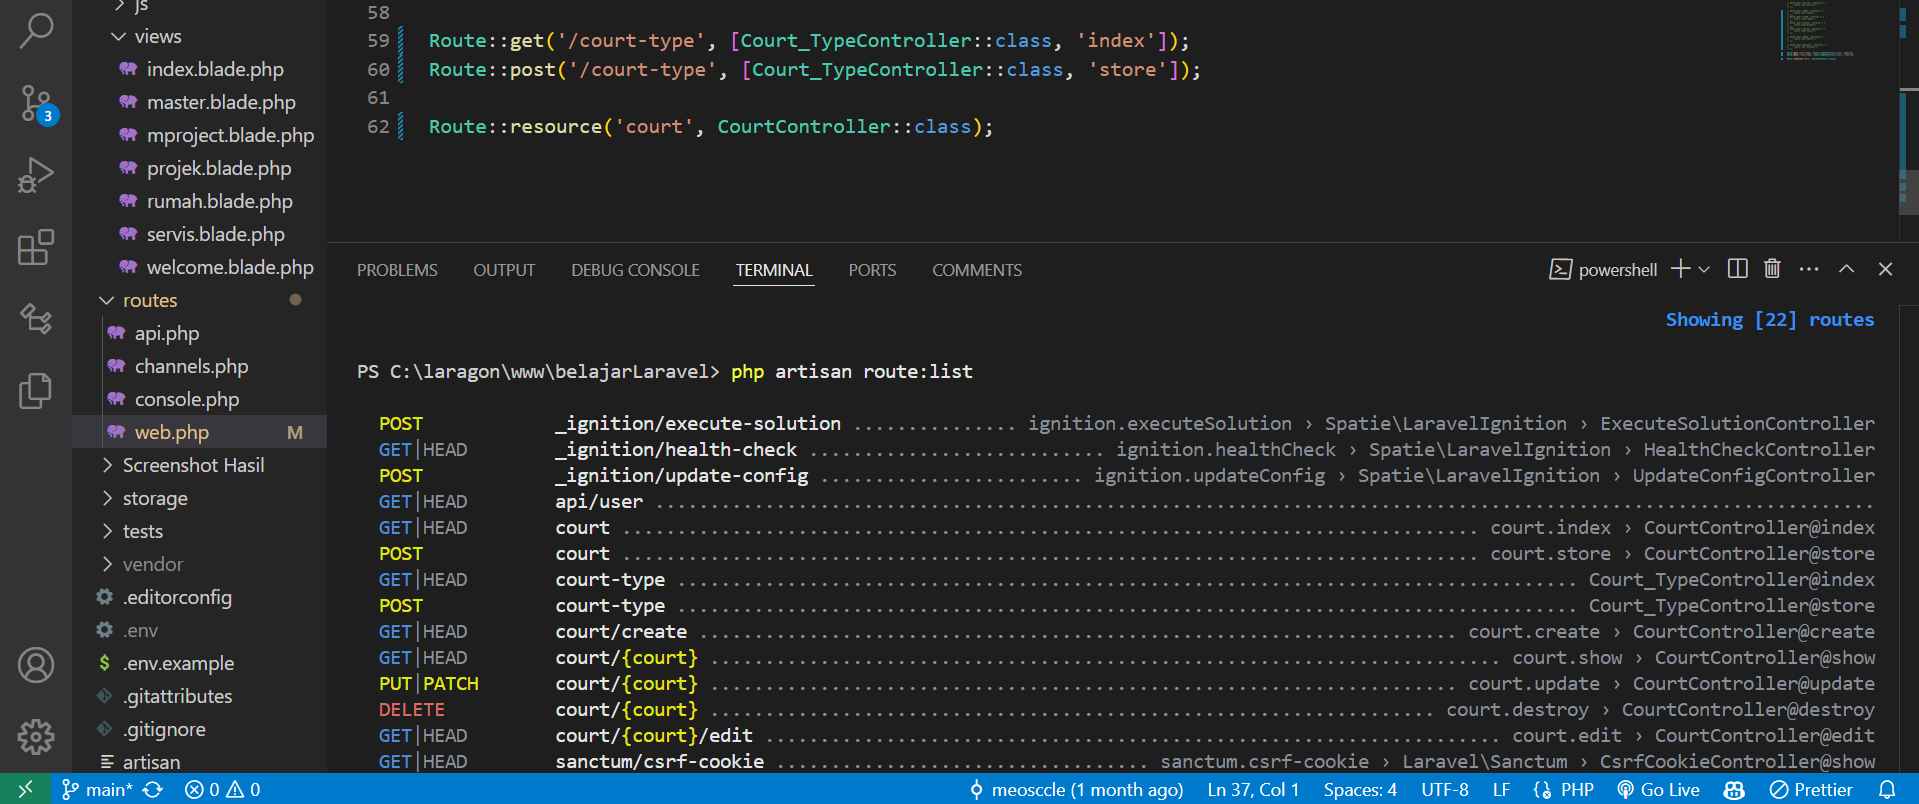 js
views
index.blade.php
master.blade.php
mproject.blade.php
projek.blade.php
rumah.blade.php
servis.blade.php
welcome.blade.php
routes
api.php
channels.php
console.php
web.php M
Screenshot Hasil
storage
tests
vendor
.editorconfig
.env
.env.example
.gitattributes
.gitignore
artisan
3
58
59 Route::get('/court-type', [Court_TypeController::class, 'index']);
60 Route::post('/court-type', [Court_TypeController::class, 'store']);
61
62 Route::resource('court', CourtController::class);
PROBLEMS OUTPUT DEBUG CONSOLE TERMINAL PORTS COMMENTS powershell
Showing [22] routes
PS C:\laragon\www\belajarLaravel> php artisan route:list
POST _ignition/execute-solution ............... ignition.executeSolution › Spatie\LaravelIgnition › ExecuteSolutionController
GET|HEAD _ignition/health-check ........................... ignition.healthCheck › Spatie\LaravelIgnition › HealthCheckController
POST _ignition/update-config ........................ ignition.updateConfig › Spatie\LaravelIgnition › UpdateConfigController
GET|HEAD api/user ...............................................................................................................
GET|HEAD court .............................................................................. court.index › CourtController@index
POST court .............................................................................. court.store › CourtController@store
GET|HEAD court-type .................................................................................. Court_TypeController@index
POST court-type .................................................................................. Court_TypeController@store
GET|HEAD court/create ..................................................................... court.create › CourtController@create
GET|HEAD court/{court} ........................................................................ court.show › CourtController@show
PUT|PATCH court/{court} .................................................................... court.update › CourtController@update
DELETE court/{court} .................................................................. court.destroy › CourtController@destroy
GET|HEAD court/{court}/edit ................................................................... court.edit › CourtController@edit
GET|HEAD sanctum/csrf-cookie ................................ sanctum.csrf-cookie › Laravel\Sanctum › CsrfCookieController@show
main* 0 0 meosccle (1 month ago) Ln 37, Col 1 Spaces: 4 UTF-8 LF PHP Go Live Prettier